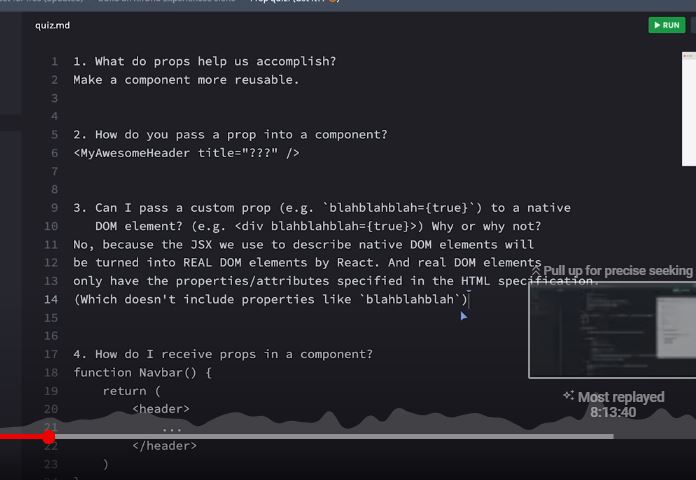 quiz.md
RUN
1 1. What do props help us accomplish?
2 Make a component more reusable.
3
4
5 2. How do you pass a prop into a component?
6 <MyAwesomeHeader title="???" />
7
8
9 3. Can I pass a custom prop (e.g. `blahblahblah={true}`) to a native
10 DOM element? (e.g. <div blahblahblah={true}>) Why or why not?
11 No, because the JSX we use to describe native DOM elements will
12 be turned into REAL DOM elements by React. And real DOM elements
13 only have the properties/attributes specified in the HTML specification.
14 (Which doesn't include properties like `blahblahblah`)
15
16
17 4. How do I receive props in a component?
18 function Navbar() {
19 return (
20 <header>
21 ...
22 </header>
23 )
Pull up for precise seeking
Most replayed
8:13:40